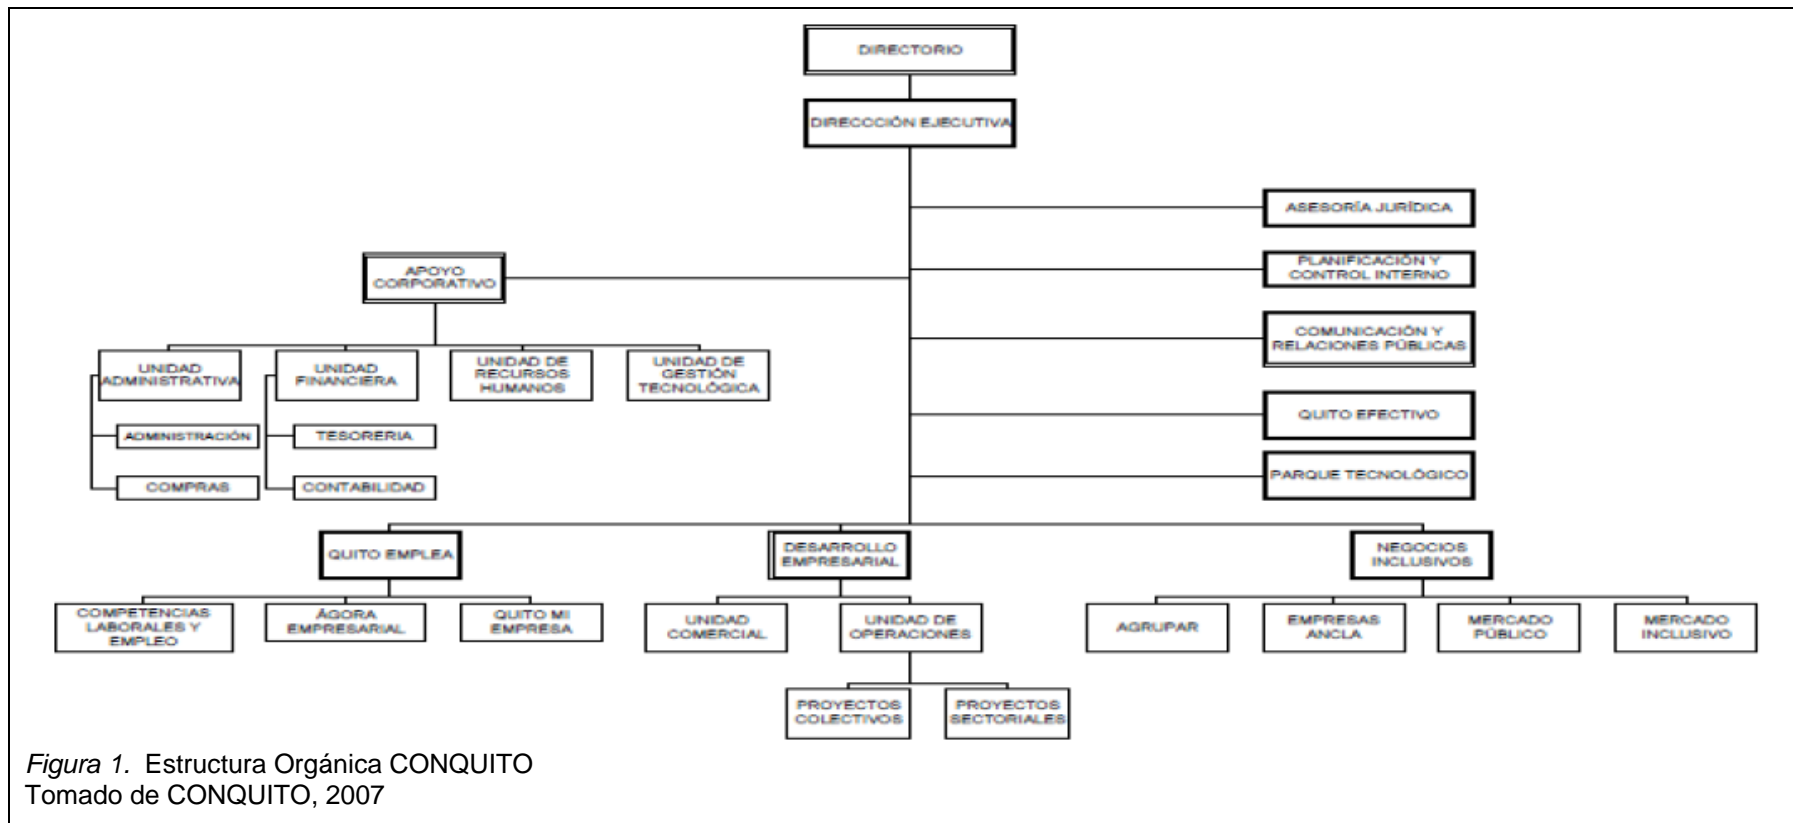 DIRECTORIO
DIRECCCIÓN EJECUTIVA
ASESORÍA JURÍDICA
PLANIFICACIÓN Y
CONTROL INTERNO
APOYO
CORPORATIVO
COMUNICACIÓN Y
RELACIONES PÚBLICAS
UNIDAD
ADMINISTRATIVA
UNIDAD
FINANCIERA
UNIDAD DE
RECURSOS
HUMANOS
UNIDAD DE
GESTIÓN
TECNOLÓGICA
QUITO EFECTIVO
ADMINISTRACIÓN
TESORERIA
PARQUE TECNOLÓGICO
COMPRAS
CONTABILIDAD
QUITO EMPLEA
DESARROLLO
EMPRESARIAL
NEGOCIOS
INCLUSIVOS
COMPETENCIAS
LABORALES Y
EMPLEO
ÁGORA
EMPRESARIAL
QUITO MI
EMPRESA
UNIDAD
COMERCIAL
UNIDAD DE
OPERACIONES
AGRUPAR
EMPRESAS
ANCLA
MERCADO
PÚBLICO
MERCADO
INCLUSIVO
PROYECTOS
COLECTIVOS
PROYECTOS
SECTORIALES
Figura 1. Estructura Orgánica CONQUITO
Tomado de CONQUITO, 2007